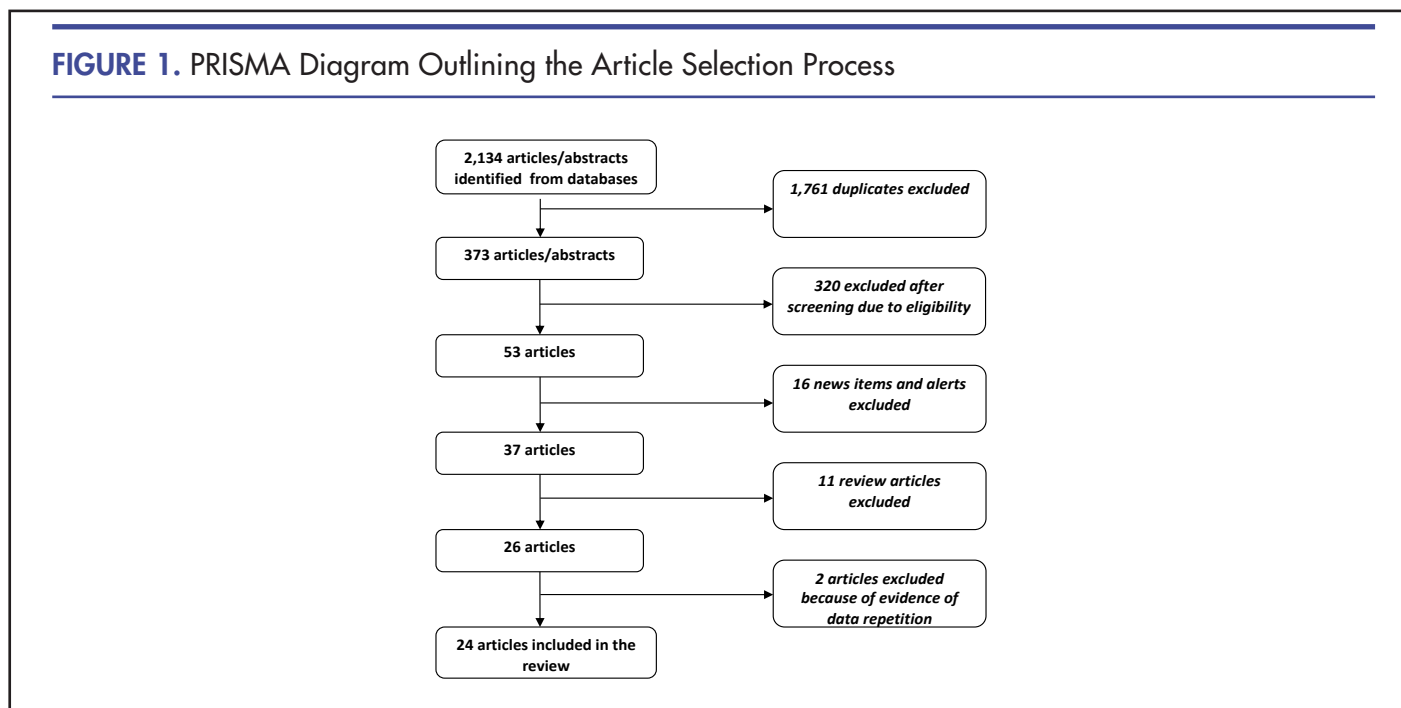 FIGURE 1. PRISMA Diagram Outlining the Article Selection Process
2,134 articles/abstracts
identified from databases
1,761 duplicates excluded
373 articles/abstracts
320 excluded after
screening due to eligibility
53 articles
16 news items and alerts
excluded
37 articles
11 review articles
excluded
26 articles
2 articles excluded
because of evidence of
data repetition
24 articles included in the
review